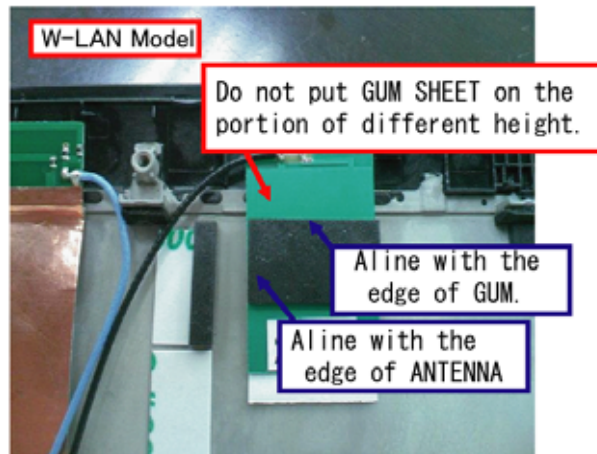 W-LAN Model
Do not put GUM SHEET on the
portion of different height.
Aline with the
edge of GUM.
Aline with the
edge of ANTENNA